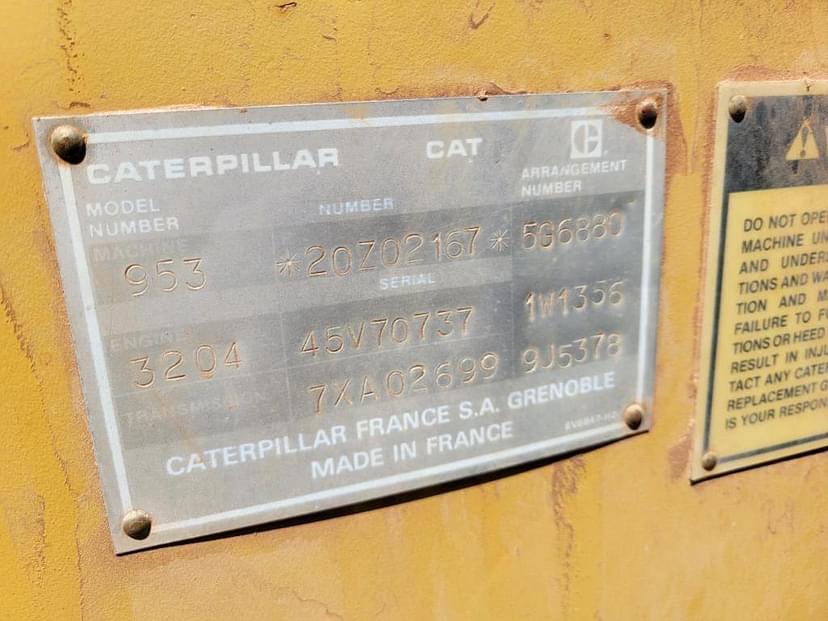 CATERPILLAR CAT C
MODEL NUMBER NUMBER ARRANGEMENT NUMBER
MACHINE
953 *20Z02167* 5G6880
SERIAL
ENGINE
3204 45V70737 1W1356
TRANSMISSION 7XA02699 9J5378
CATERPILLAR FRANCE S.A. GRENOBLE
MADE IN FRANCE
DO NOT OPE
MACHINE UN
AND UNDER
TIONS AND WA
TION AND M
FAILURE TO F
TIONS OR HEED
RESULT IN INJ
TACT ANY CATER
REPLACEMENT
IS YOUR RESPON